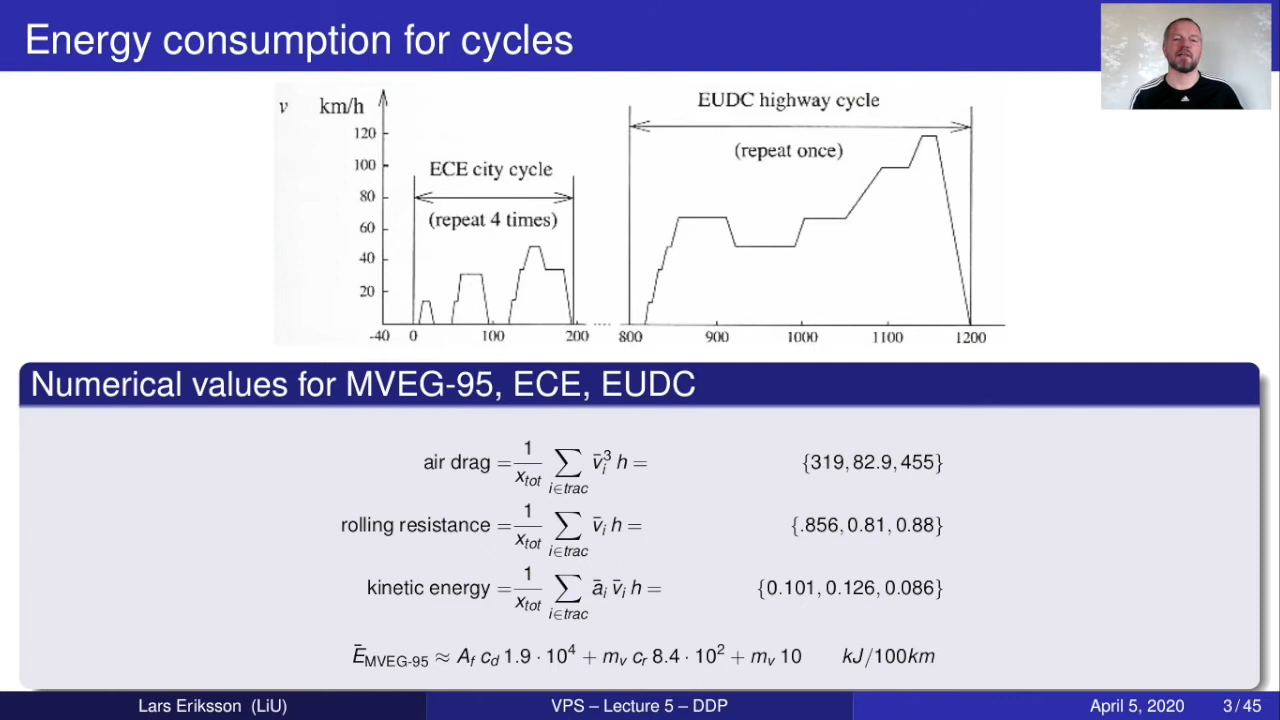 Energy consumption for cycles
v km/h
120
100
80
60
40
20
ECE city cycle
(repeat 4 times)
EUDC highway cycle
(repeat once)
-40 0 100 200 800 900 1000 1100 1200
Numerical values for MVEG-95, ECE, EUDC
air drag = 1/x_tot ∑_{i∈trac} v̄_i^3 h = {319, 82.9, 455}
rolling resistance = 1/x_tot ∑_{i∈trac} v̄_i h = {.856, 0.81, 0.88}
kinetic energy = 1/x_tot ∑_{i∈trac} ā_i v̄_i h = {0.101, 0.126, 0.086}
Ē_MVEG-95 ≈ A_f c_d 1.9 · 10^4 + m_v c_r 8.4 · 10^2 + m_v 10 kJ/100km
Lars Eriksson (LiU) VPS – Lecture 5 – DDP April 5, 2020 3 / 45